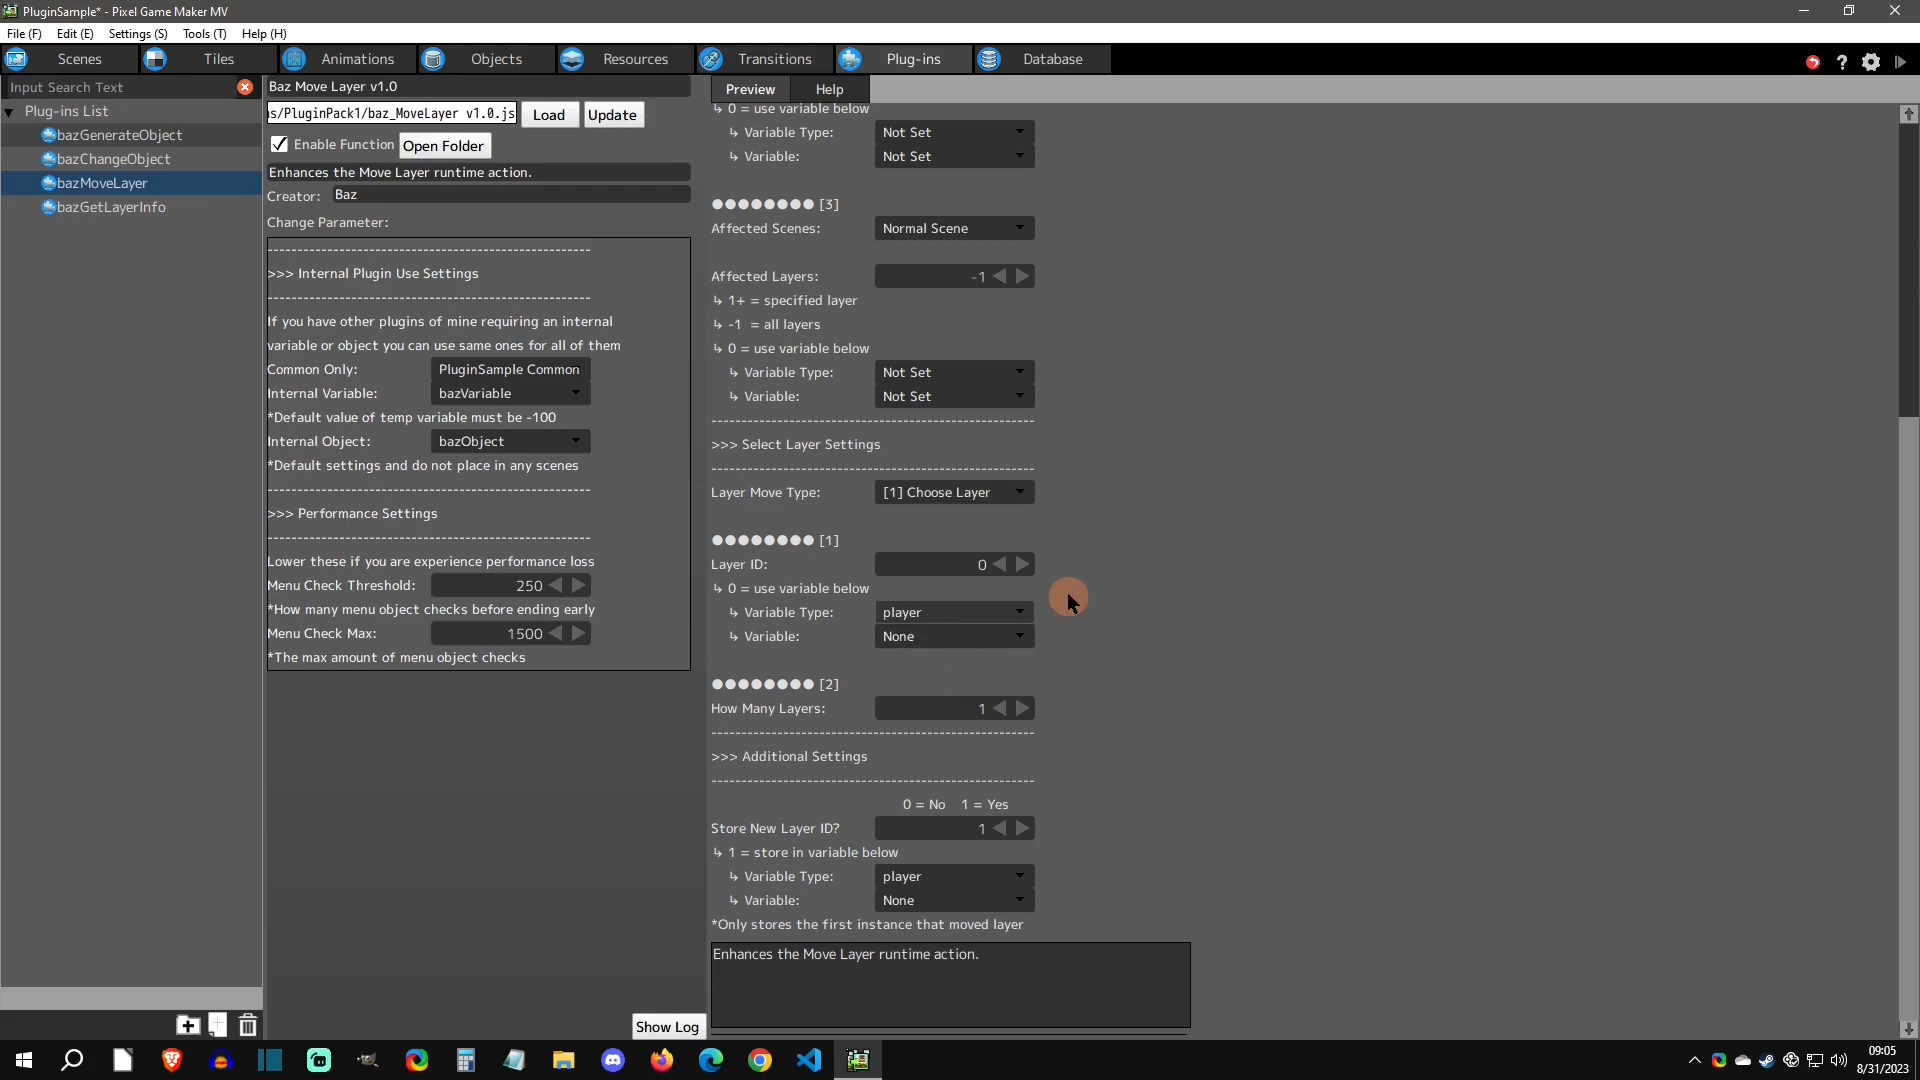 PluginSample* - Pixel Game Maker MV
File (F) Edit (E) Settings (S) Tools (T) Help (H)
Scenes Tiles Animations Objects Resources Transitions Plug-ins Database
Input Search Text
Plug-ins List
bazGenerateObject
bazChangeObject
bazMoveLayer
bazGetLayerInfo
Baz Move Layer v1.0
s/PluginPack1/baz_MoveLayer v1.0.js Load Update
Enable Function Open Folder
Enhances the Move Layer runtime action.
Creator: Baz
Change Parameter:
----------------------------------------------------
>>> Internal Plugin Use Settings
----------------------------------------------------
If you have other plugins of mine requiring an internal
variable or object you can use same ones for all of them
Common Only: PluginSample Common
Internal Variable: bazVariable
*Default value of temp variable must be -100
Internal Object: bazObject
*Default settings and do not place in any scenes
----------------------------------------------------
>>> Performance Settings
----------------------------------------------------
Lower these if you are experience performance loss
Menu Check Threshold: 250
*How many menu object checks before ending early
Menu Check Max: 1500
*The max amount of menu object checks
Show Log
Preview Help
↳ 0 = use variable below
↳ Variable Type: Not Set
↳ Variable: Not Set
●●●●●●●●● [3]
Affected Scenes: Normal Scene
Affected Layers: -1
↳ 1+ = specified layer
↳ -1 = all layers
↳ 0 = use variable below
↳ Variable Type: Not Set
↳ Variable: Not Set
----------------------------------------------------
>>> Select Layer Settings
----------------------------------------------------
Layer Move Type: [1] Choose Layer
●●●●●●●●● [1]
Layer ID: 0
↳ 0 = use variable below
↳ Variable Type: player
↳ Variable: None
●●●●●●●●● [2]
How Many Layers: 1
----------------------------------------------------
>>> Additional Settings
----------------------------------------------------
0 = No 1 = Yes
Store New Layer ID? 1
↳ 1 = store in variable below
↳ Variable Type: player
↳ Variable: None
*Only stores the first instance that moved layer
Enhances the Move Layer runtime action.
09:05
8/31/2023